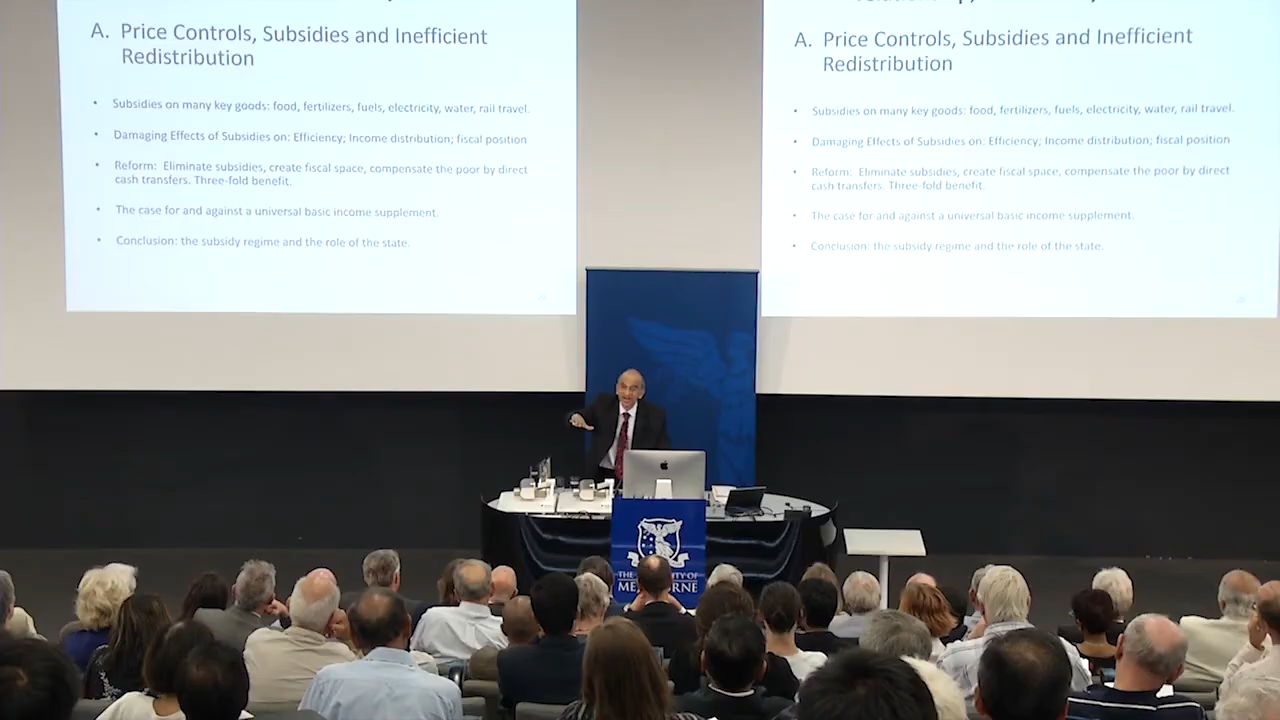 A. Price Controls, Subsidies and Inefficient
Redistribution
• Subsidies on many key goods: food, fertilizers, fuels, electricity, water, rail travel.
• Damaging Effects of Subsidies on: Efficiency; Income distribution; fiscal position
• Reform: Eliminate subsidies, create fiscal space, compensate the poor by direct
cash transfers. Three-fold benefit.
• The case for and against a universal basic income supplement.
• Conclusion: the subsidy regime and the role of the state.
A. Price Controls, Subsidies and Inefficient
Redistribution
• Subsidies on many key goods: food, fertilizers, fuels, electricity, water, rail travel.
• Damaging Effects of Subsidies on: Efficiency; Income distribution; fiscal position
• Reform: Eliminate subsidies, create fiscal space, compensate the poor by direct
cash transfers. Three-fold benefit.
• The case for and against a universal basic income supplement.
• Conclusion: the subsidy regime and the role of the state.
THE OF